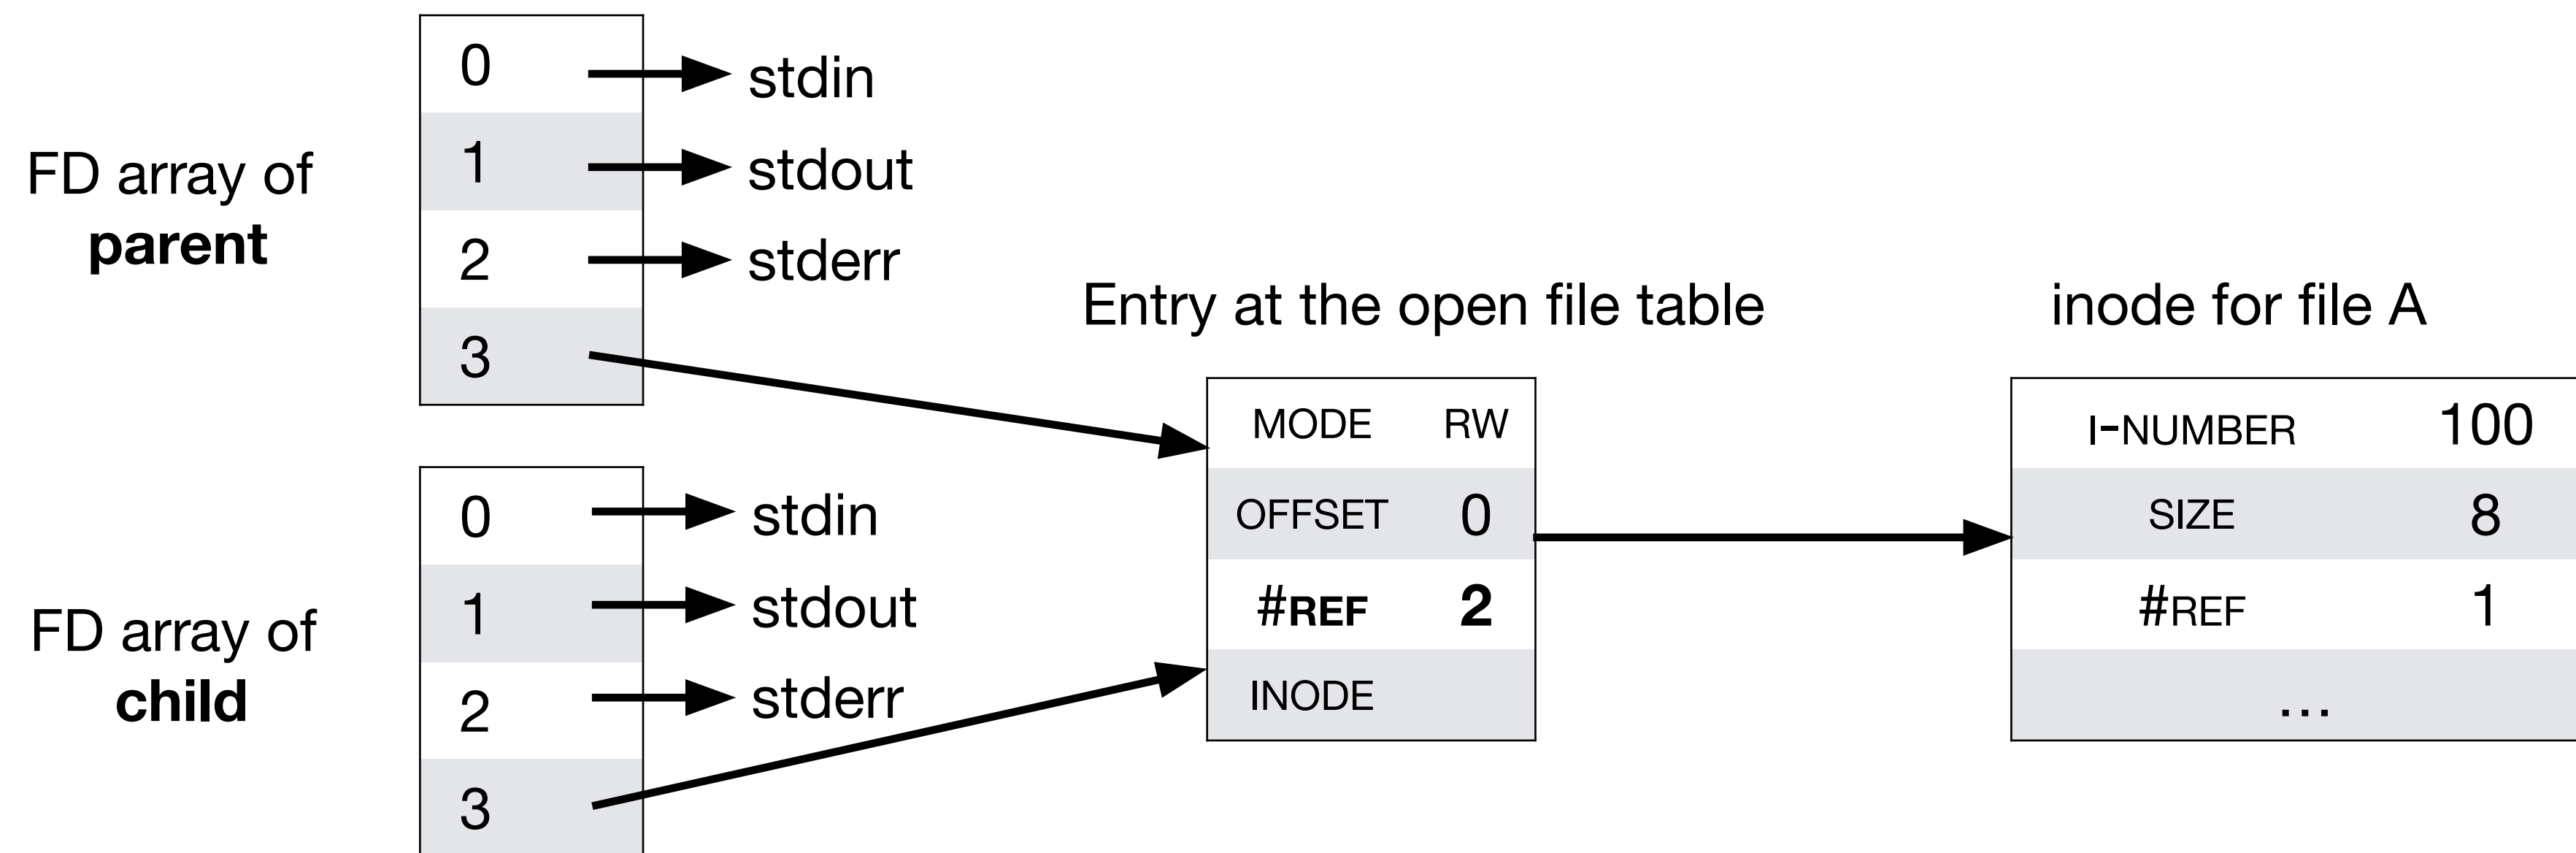 FD array of
parent
0
stdin
1
stdout
2
stderr
3
Entry at the open file table
MODE RW
OFFSET 0
#REF 2
INODE
inode for file A
I-NUMBER 100
SIZE 8
#REF 1
...
FD array of
child
0
stdin
1
stdout
2
stderr
3